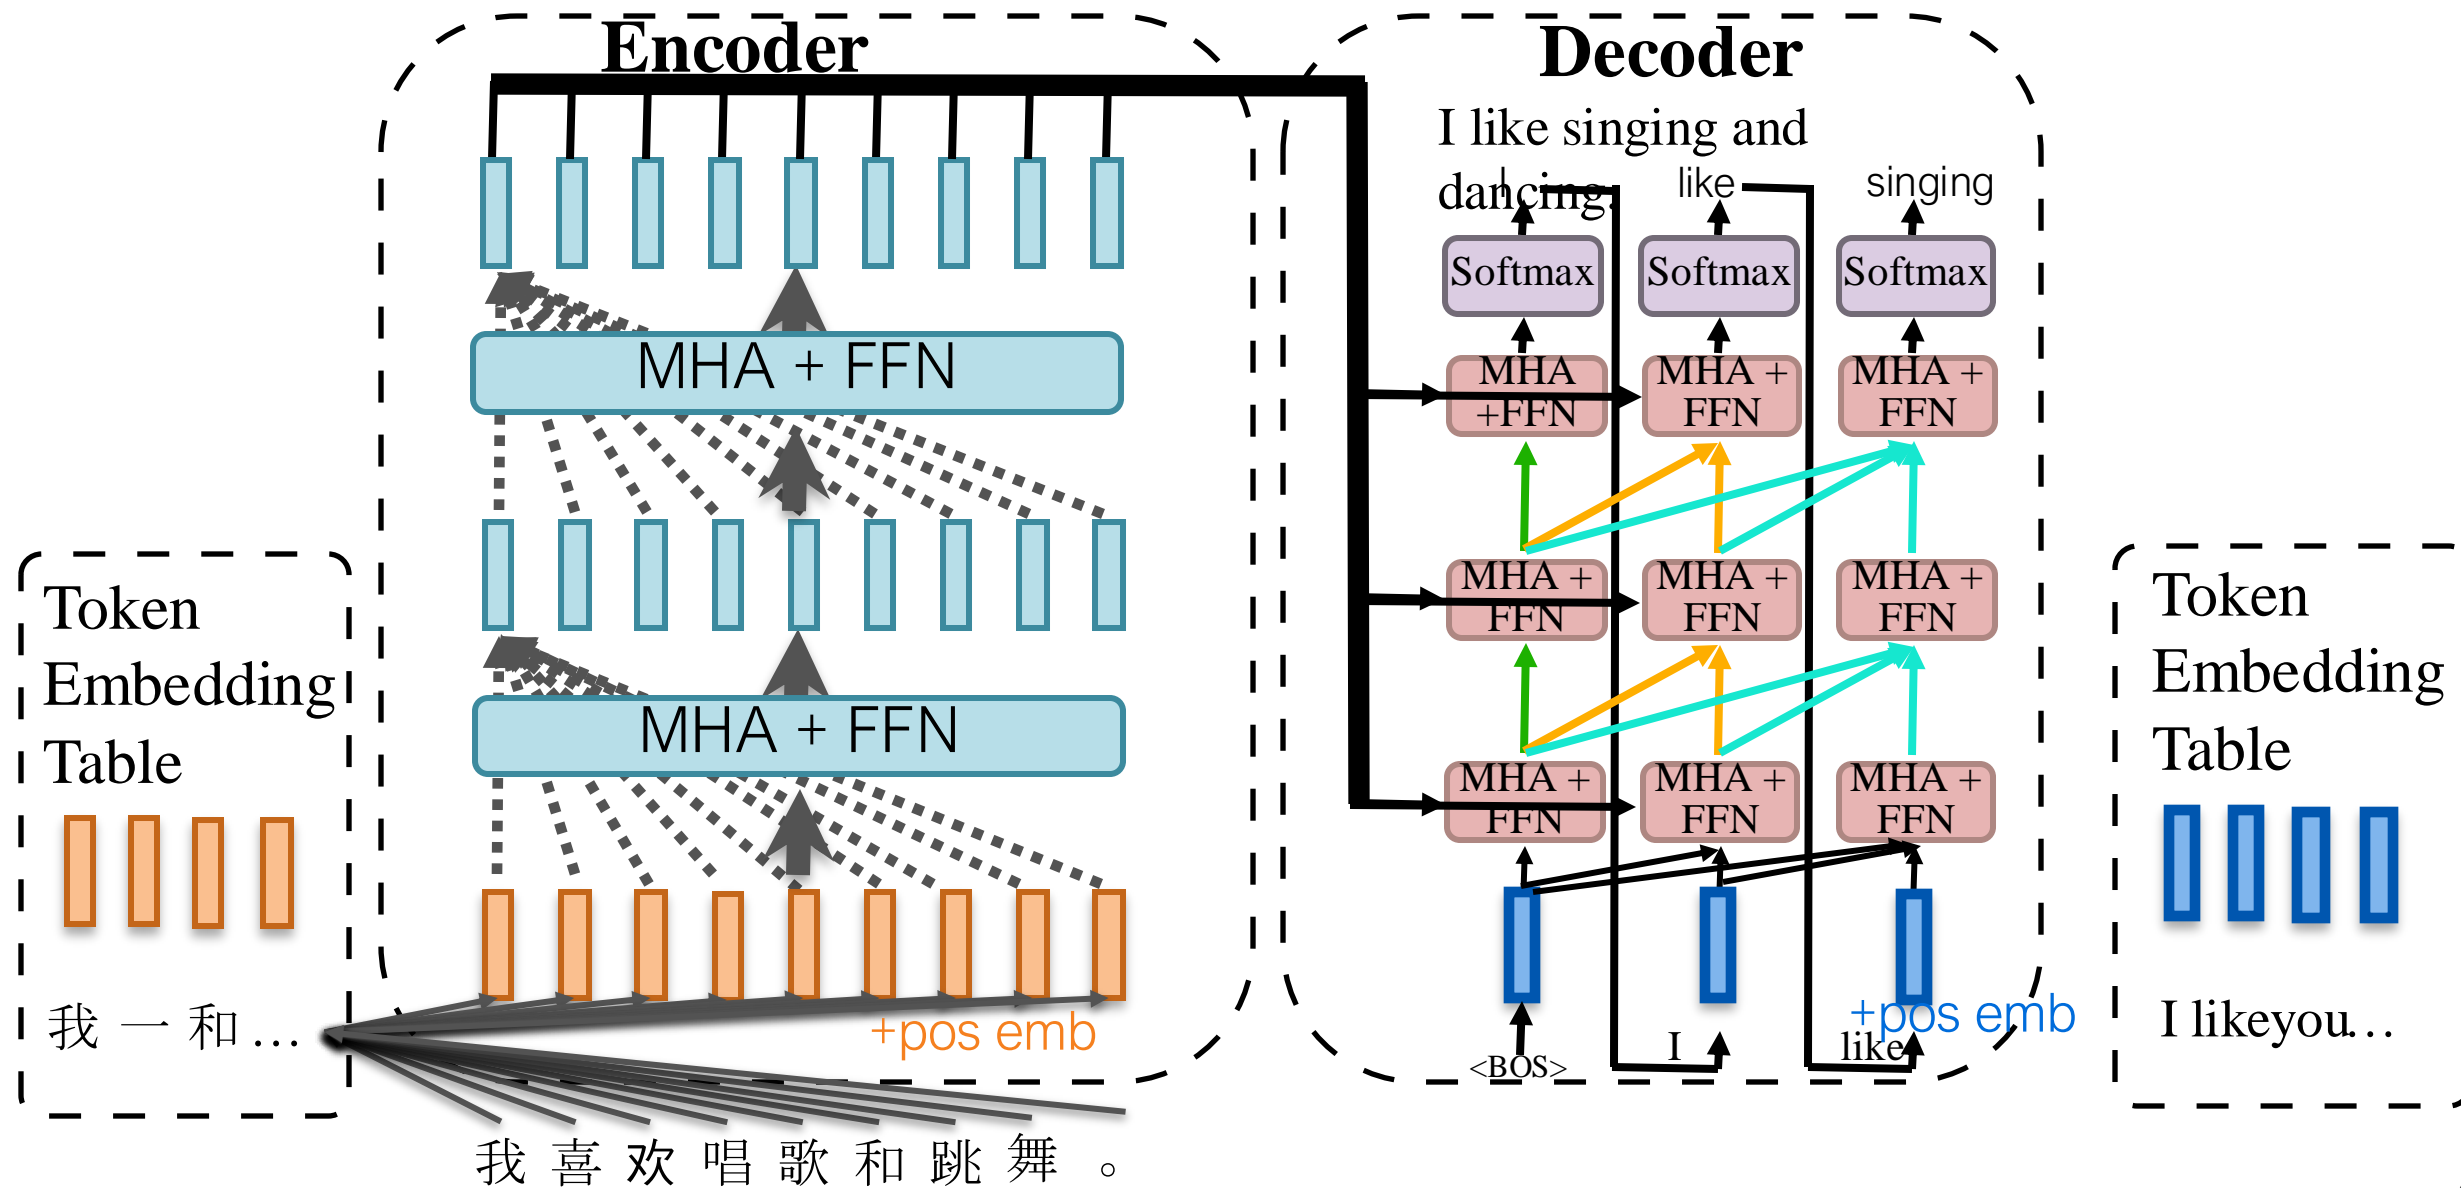 Encoder
MHA + FFN
MHA + FFN
+pos emb
Token
Embedding
Table
我 一 和 …
我 喜 欢 唱 歌 和 跳 舞 。
Decoder
I like singing and
dancing.
I
like
singing
Softmax
Softmax
Softmax
MHA
+FFN
MHA +
FFN
MHA +
FFN
MHA +
FFN
MHA +
FFN
MHA +
FFN
MHA +
FFN
MHA +
FFN
MHA +
FFN
+pos emb
<BOS>
I
like
Token
Embedding
Table
I likeyou…